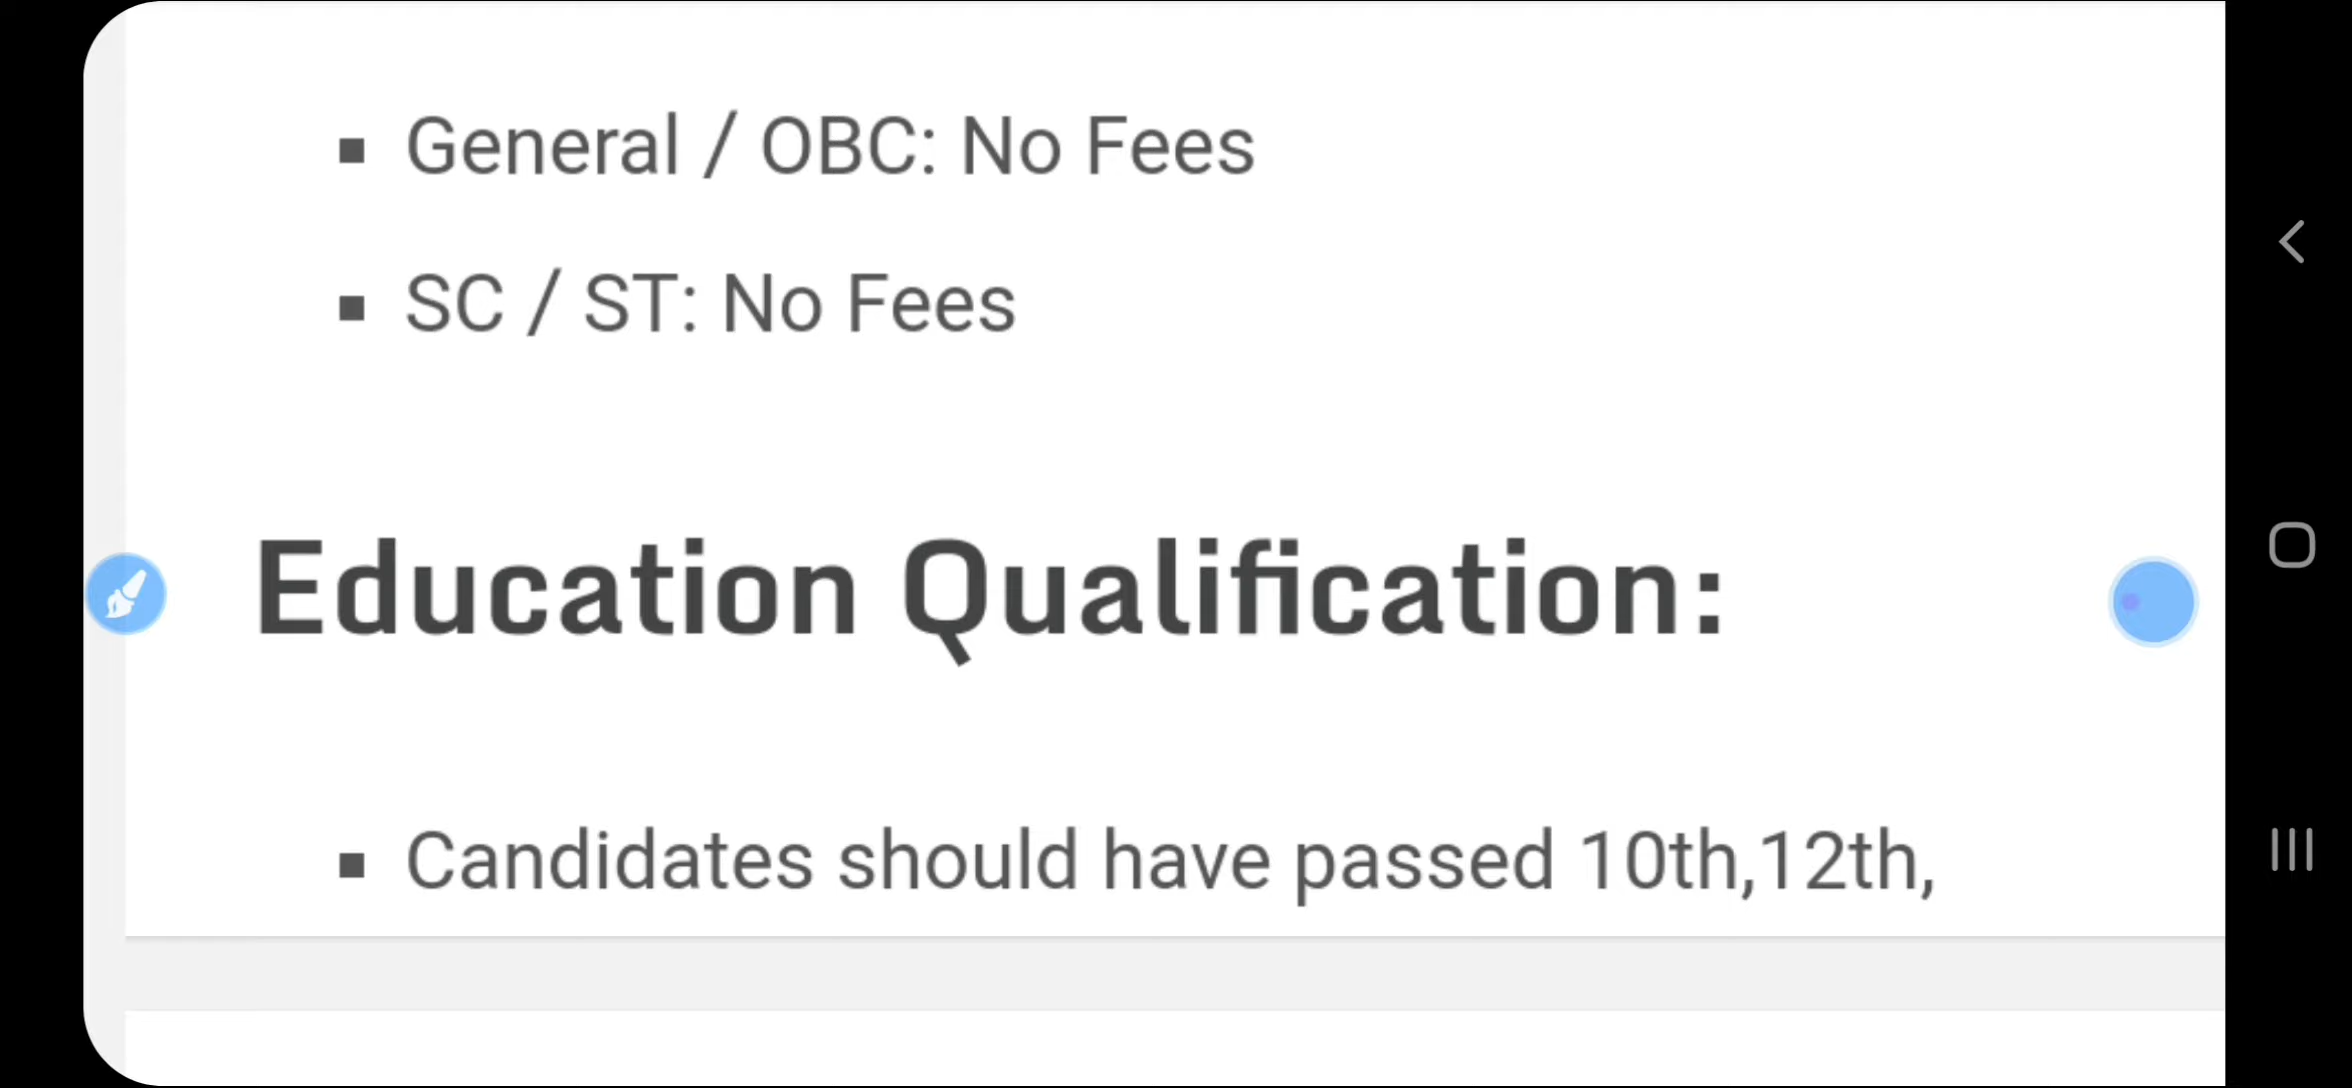 General / OBC: No Fees
SC / ST: No Fees
Education Qualification:
Candidates should have passed 10th,12th,